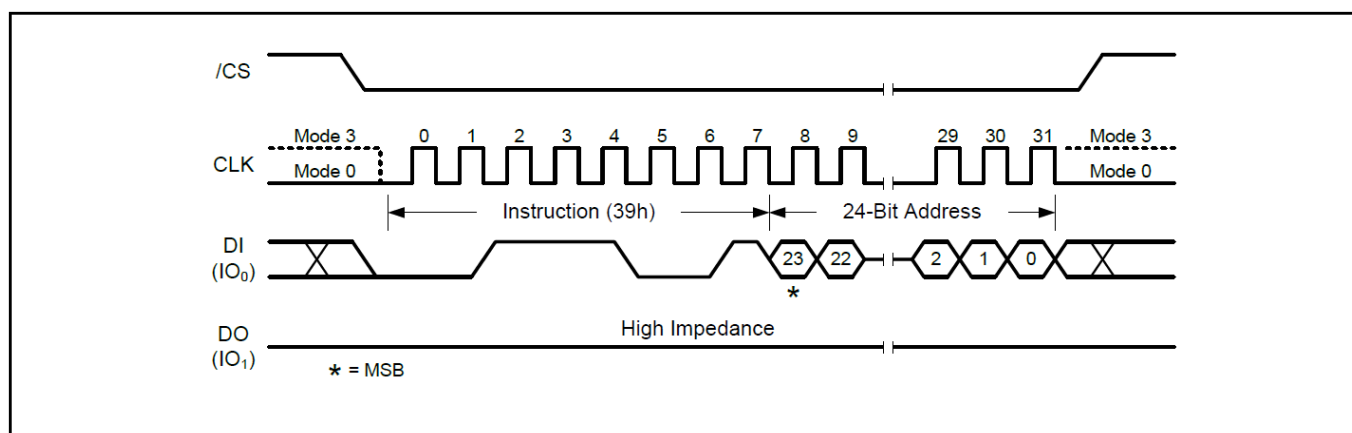 /CS
Mode 3 0 1 2 3 4 5 6 7 8 9 29 30 31 Mode 3
CLK
Mode 0 Mode 0
Instruction (39h) 24-Bit Address
DI
(IO₀)
23 22 2 1 0
*
High Impedance
DO
(IO₁)
* = MSB